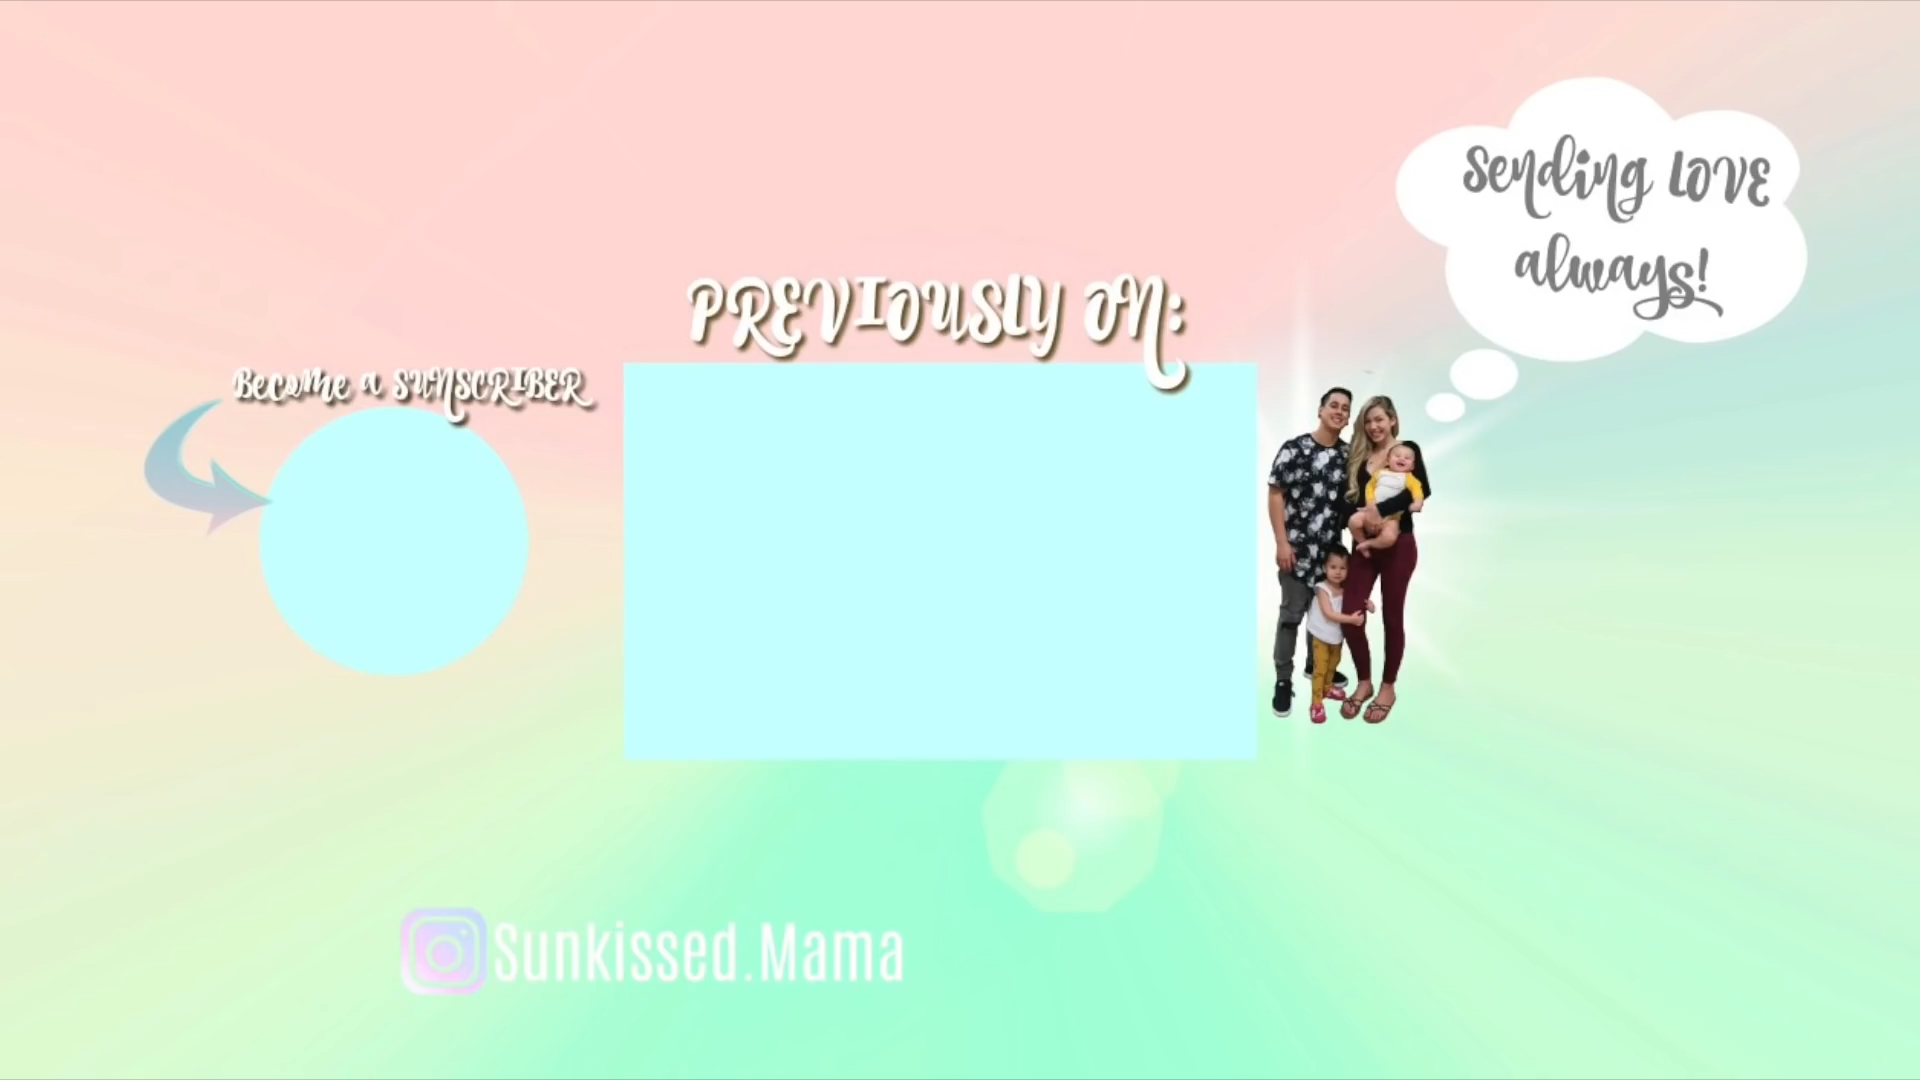 Sending LOVE
always!
PREVIOUSLY ON:
Become a SUNSCRIBER
Sunkissed.Mama